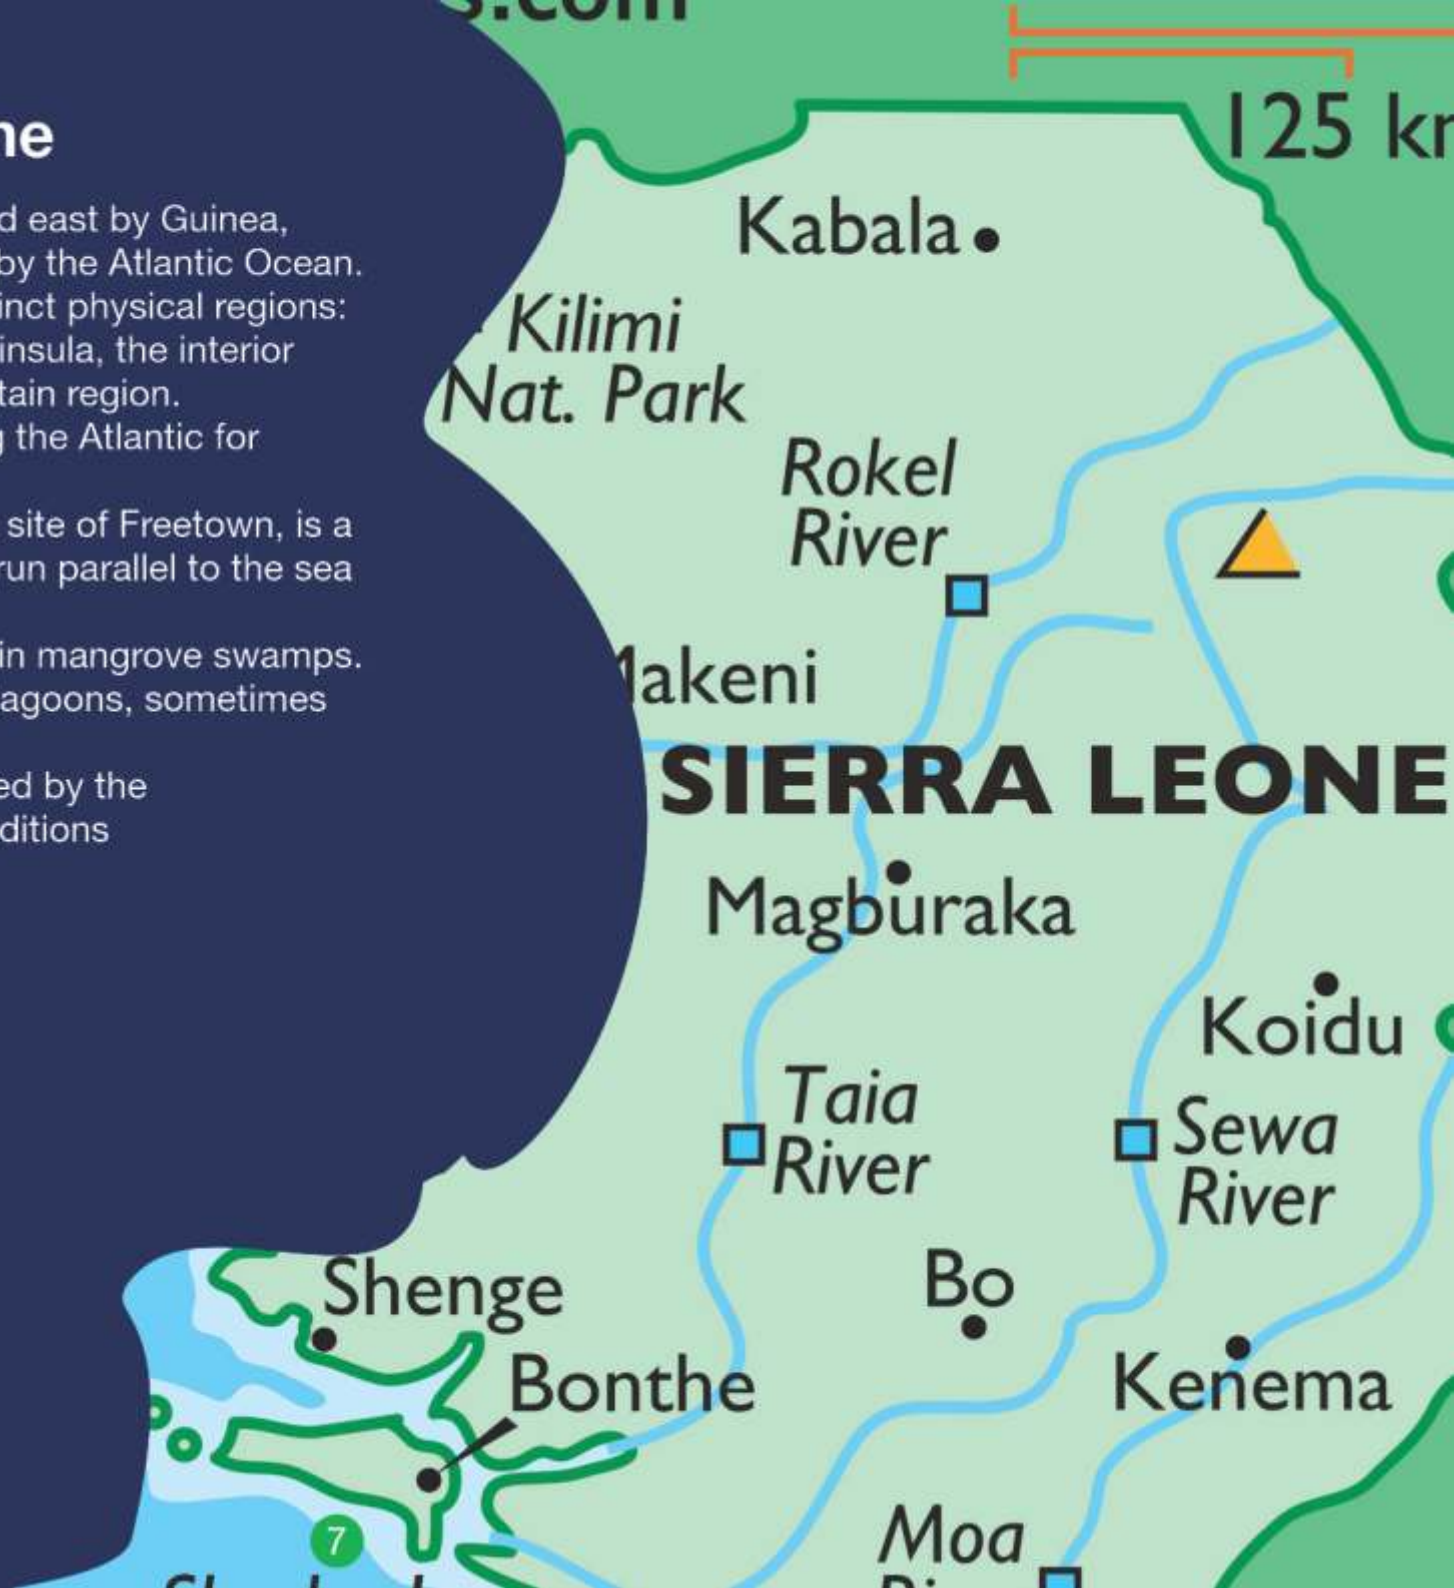 s.com
125 km
ne
d east by Guinea,
by the Atlantic Ocean.
inct physical regions:
insula, the interior
tain region.
g the Atlantic for
site of Freetown, is a
run parallel to the sea
in mangrove swamps.
agoons, sometimes
ed by the
ditions
Kabala
- Kilimi
Nat. Park
Rokel
River
Makeni
SIERRA LEONE
Magburaka
Koidu
Taia
River
Sewa
River
Shenge
Bo
Bonthe
Kenema
7
Moa